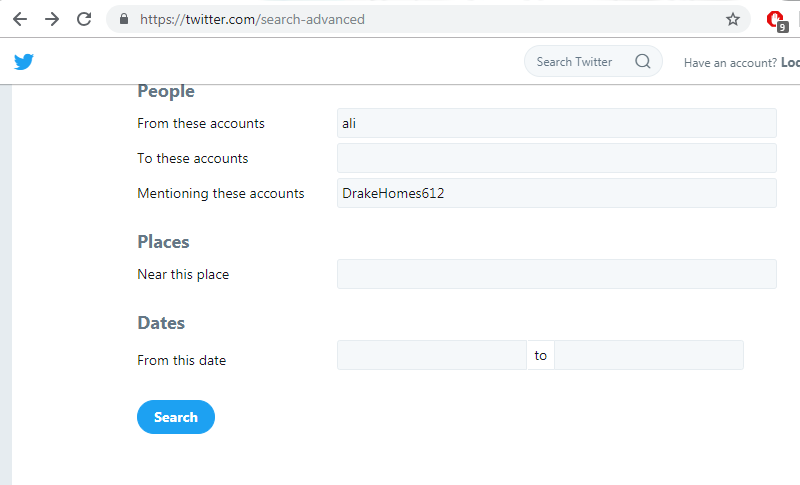 https://twitter.com/search-advanced
9
Search Twitter
Have an account?
People
From these accounts
ali
To these accounts
Mentioning these accounts
DrakeHomes612
Places
Near this place
Dates
From this date
to
Search